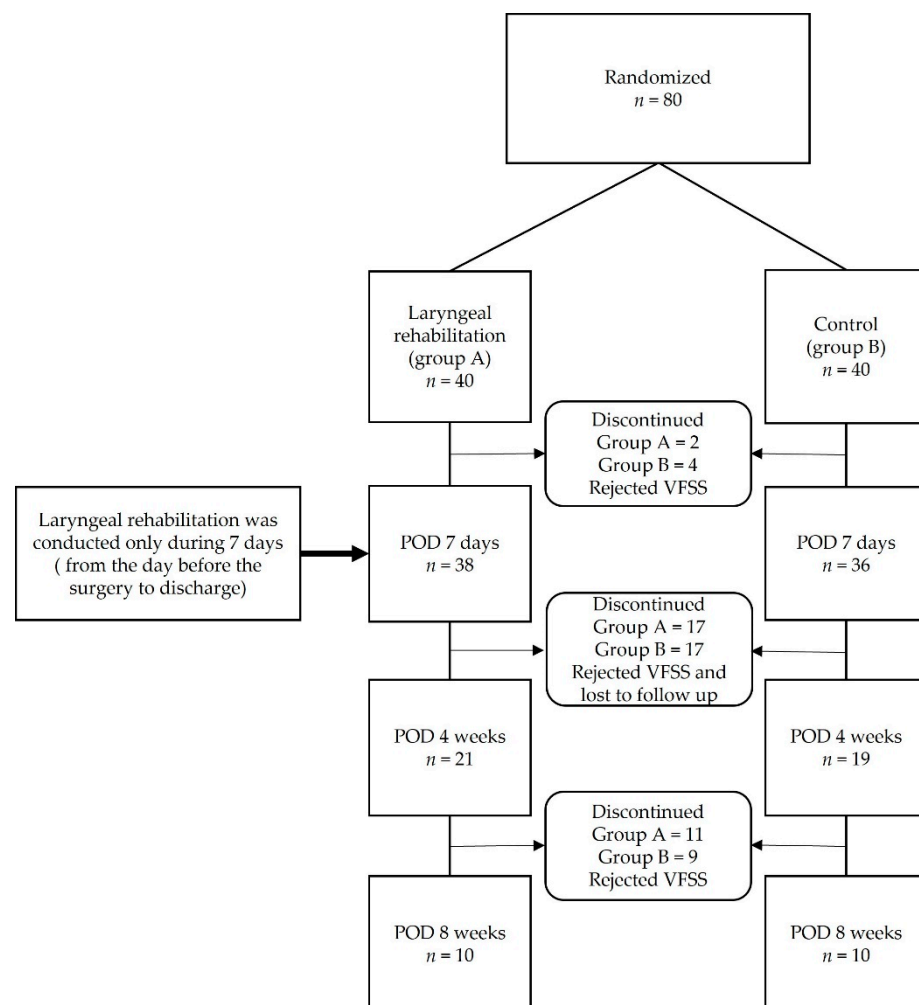 Randomized
n = 80
Laryngeal
rehabilitation
(group A)
n = 40
Control
(group B)
n = 40
Discontinued
Group A = 2
Group B = 4
Rejected VFSS
Laryngeal rehabilitation was
conducted only during 7 days
( from the day before the
surgery to discharge)
POD 7 days
n = 38
POD 7 days
n = 36
Discontinued
Group A = 17
Group B = 17
Rejected VFSS and
lost to follow up
POD 4 weeks
n = 21
POD 4 weeks
n = 19
Discontinued
Group A = 11
Group B = 9
Rejected VFSS
POD 8 weeks
n = 10
POD 8 weeks
n = 10